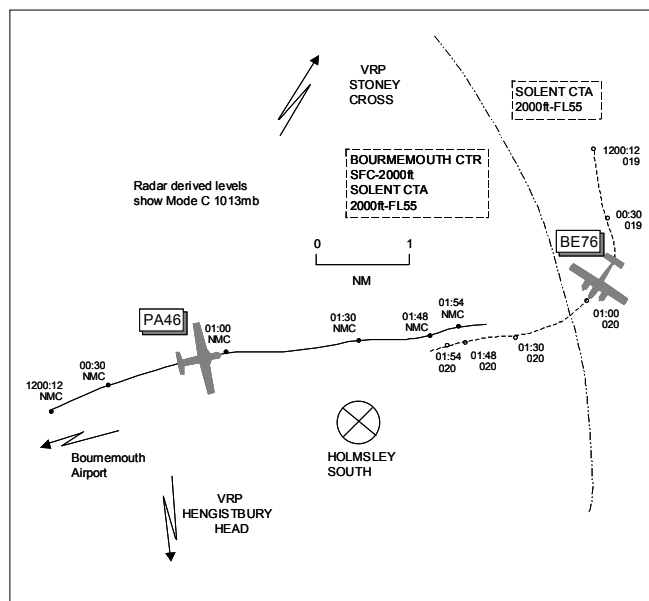 VRP
STONEY
CROSS
SOLENT CTA
2000ft-FL55
1200:12
019
BOURMEMOUTH CTR
SFC-2000ft
SOLENT CTA
2000ft-FL55
Radar derived levels
show Mode C 1013mb
00:30
019
BE76
0 1
NM
01:00
020
PA46
01:00
NMC
01:30
NMC
01:48
NMC
01:54
NMC
01:54
020
01:48
020
01:30
020
00:30
NMC
1200:12
NMC
Bournemouth
Airport
HOLMSLEY
SOUTH
VRP
HENGISTBURY
HEAD